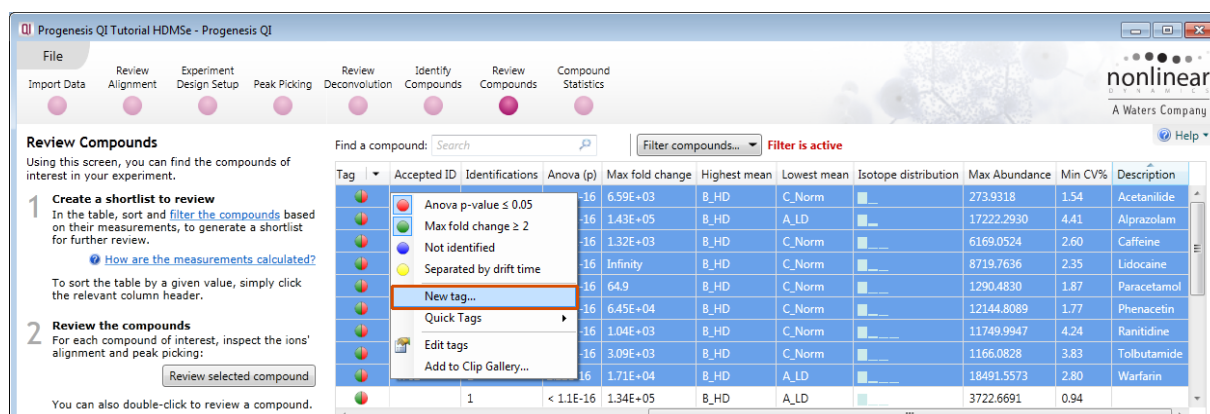 Progenesis QI Tutorial HDMSe - Progenesis QI
File
Import Data
Review Alignment
Experiment Design Setup
Peak Picking
Review Deconvolution
Identify Compounds
Review Compounds
Compound Statistics
nonlinear
DYNAMICS
A Waters Company
Help
Review Compounds
Using this screen, you can find the compounds of
interest in your experiment.
1 Create a shortlist to review
In the table, sort and filter the compounds based
on their measurements, to generate a shortlist
for further review.
How are the measurements calculated?
To sort the table by a given value, simply click
the relevant column header.
2 Review the compounds
For each compound of interest, inspect the ions'
alignment and peak picking:
Review selected compound
You can also double-click to review a compound.
Find a compound: Search Filter compounds... Filter is active
Tag Accepted ID Identifications Anova (p) Max fold change Highest mean Lowest mean Isotope distribution Max Abundance Min CV% Description
-16 6.59E+03 B_HD C_Norm 273.9318 1.54 Acetanilide
-16 1.43E+05 B_HD A_LD 17222.2930 4.41 Alprazolam
-16 1.32E+03 B_HD C_Norm 6169.0524 2.60 Caffeine
-16 Infinity B_HD C_Norm 8719.7636 2.35 Lidocaine
-16 64.9 B_HD C_Norm 1290.4830 1.87 Paracetamol
-16 6.45E+04 B_HD C_Norm 12144.8089 1.77 Phenacetin
-16 1.04E+03 B_HD C_Norm 11749.9947 4.24 Ranitidine
-16 3.09E+03 B_HD C_Norm 1166.0828 3.83 Tolbutamide
-16 1.71E+04 B_HD A_LD 18491.5573 2.80 Warfarin
1 < 1.1E-16 1.34E+03 B_HD A_LD 3722.6691 0.94
Anova p-value ≤ 0.05
Max fold change ≥ 2
Not identified
Separated by drift time
New tag...
Quick Tags
Edit tags
Add to Clip Gallery...